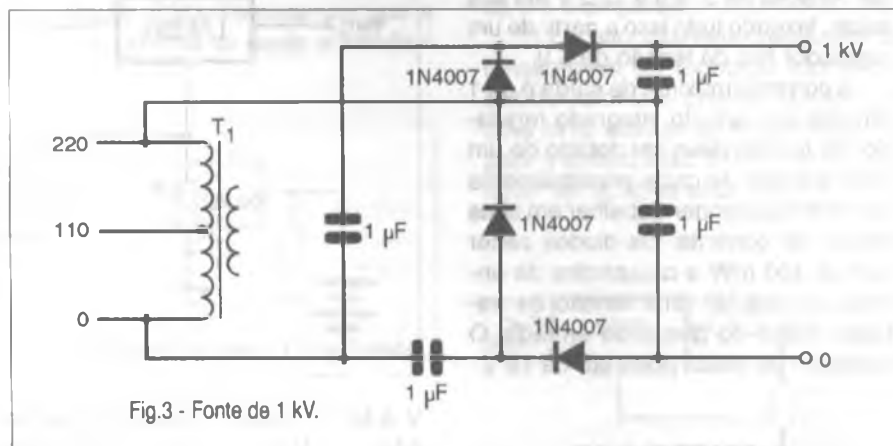 1 kV
1N4007
1N4007
1 µF
T1
220
110
0
1 µF
1N4007
1 µF
1N4007
0
1 µF
Fig.3 - Fonte de 1 kV.